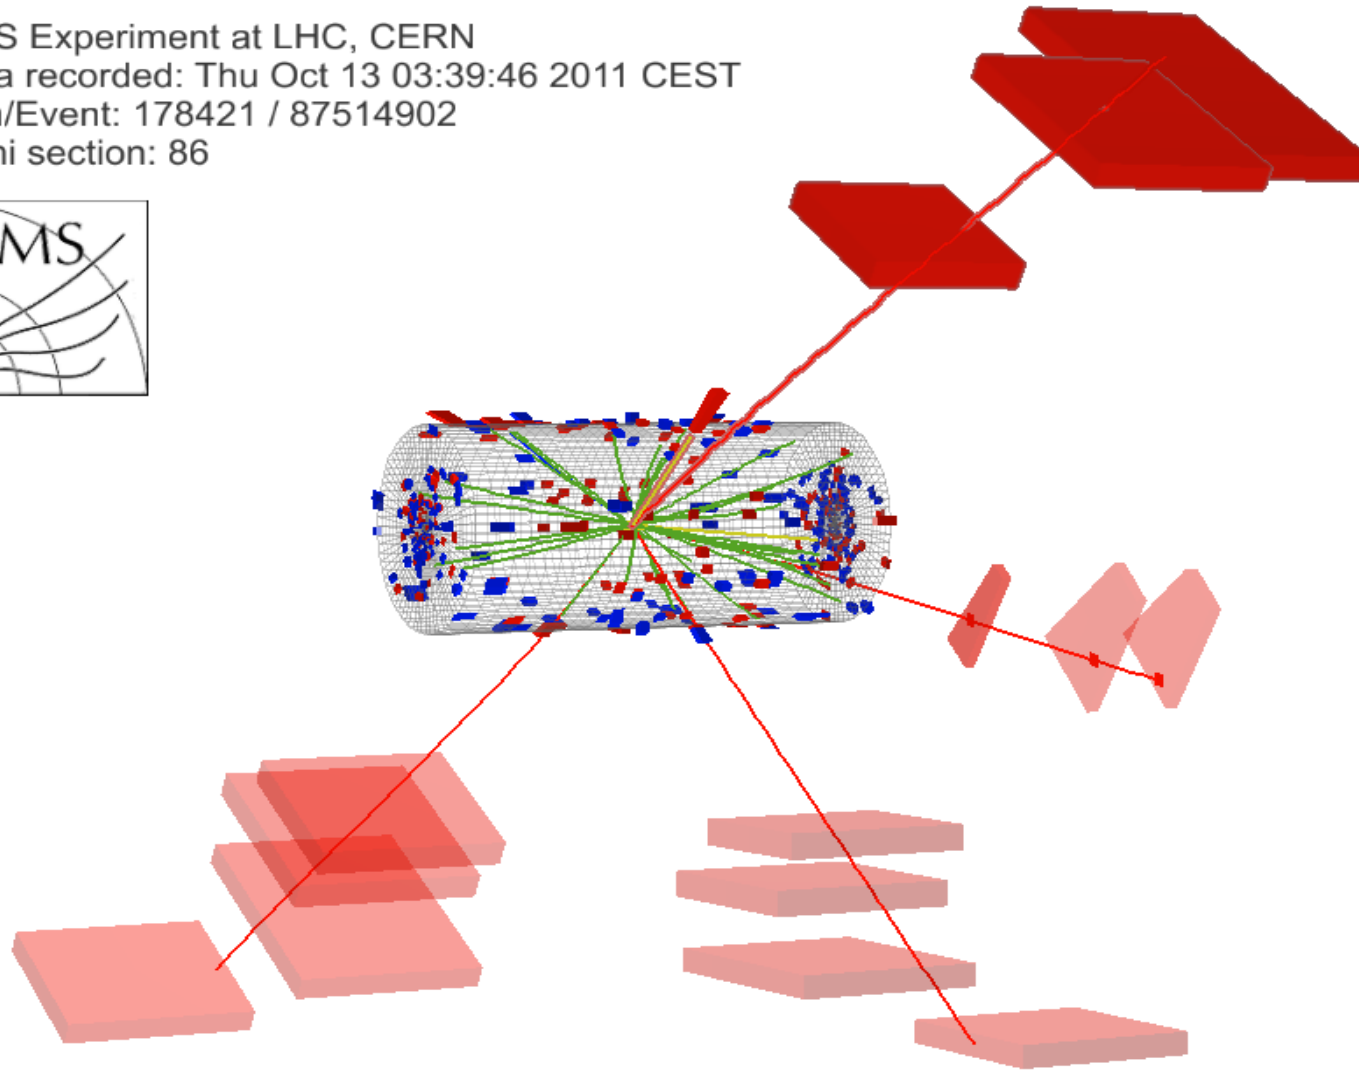 S Experiment at LHC, CERN
a recorded: Thu Oct 13 03:39:46 2011 CEST
/Event: 178421 / 87514902
ni section: 86
MS